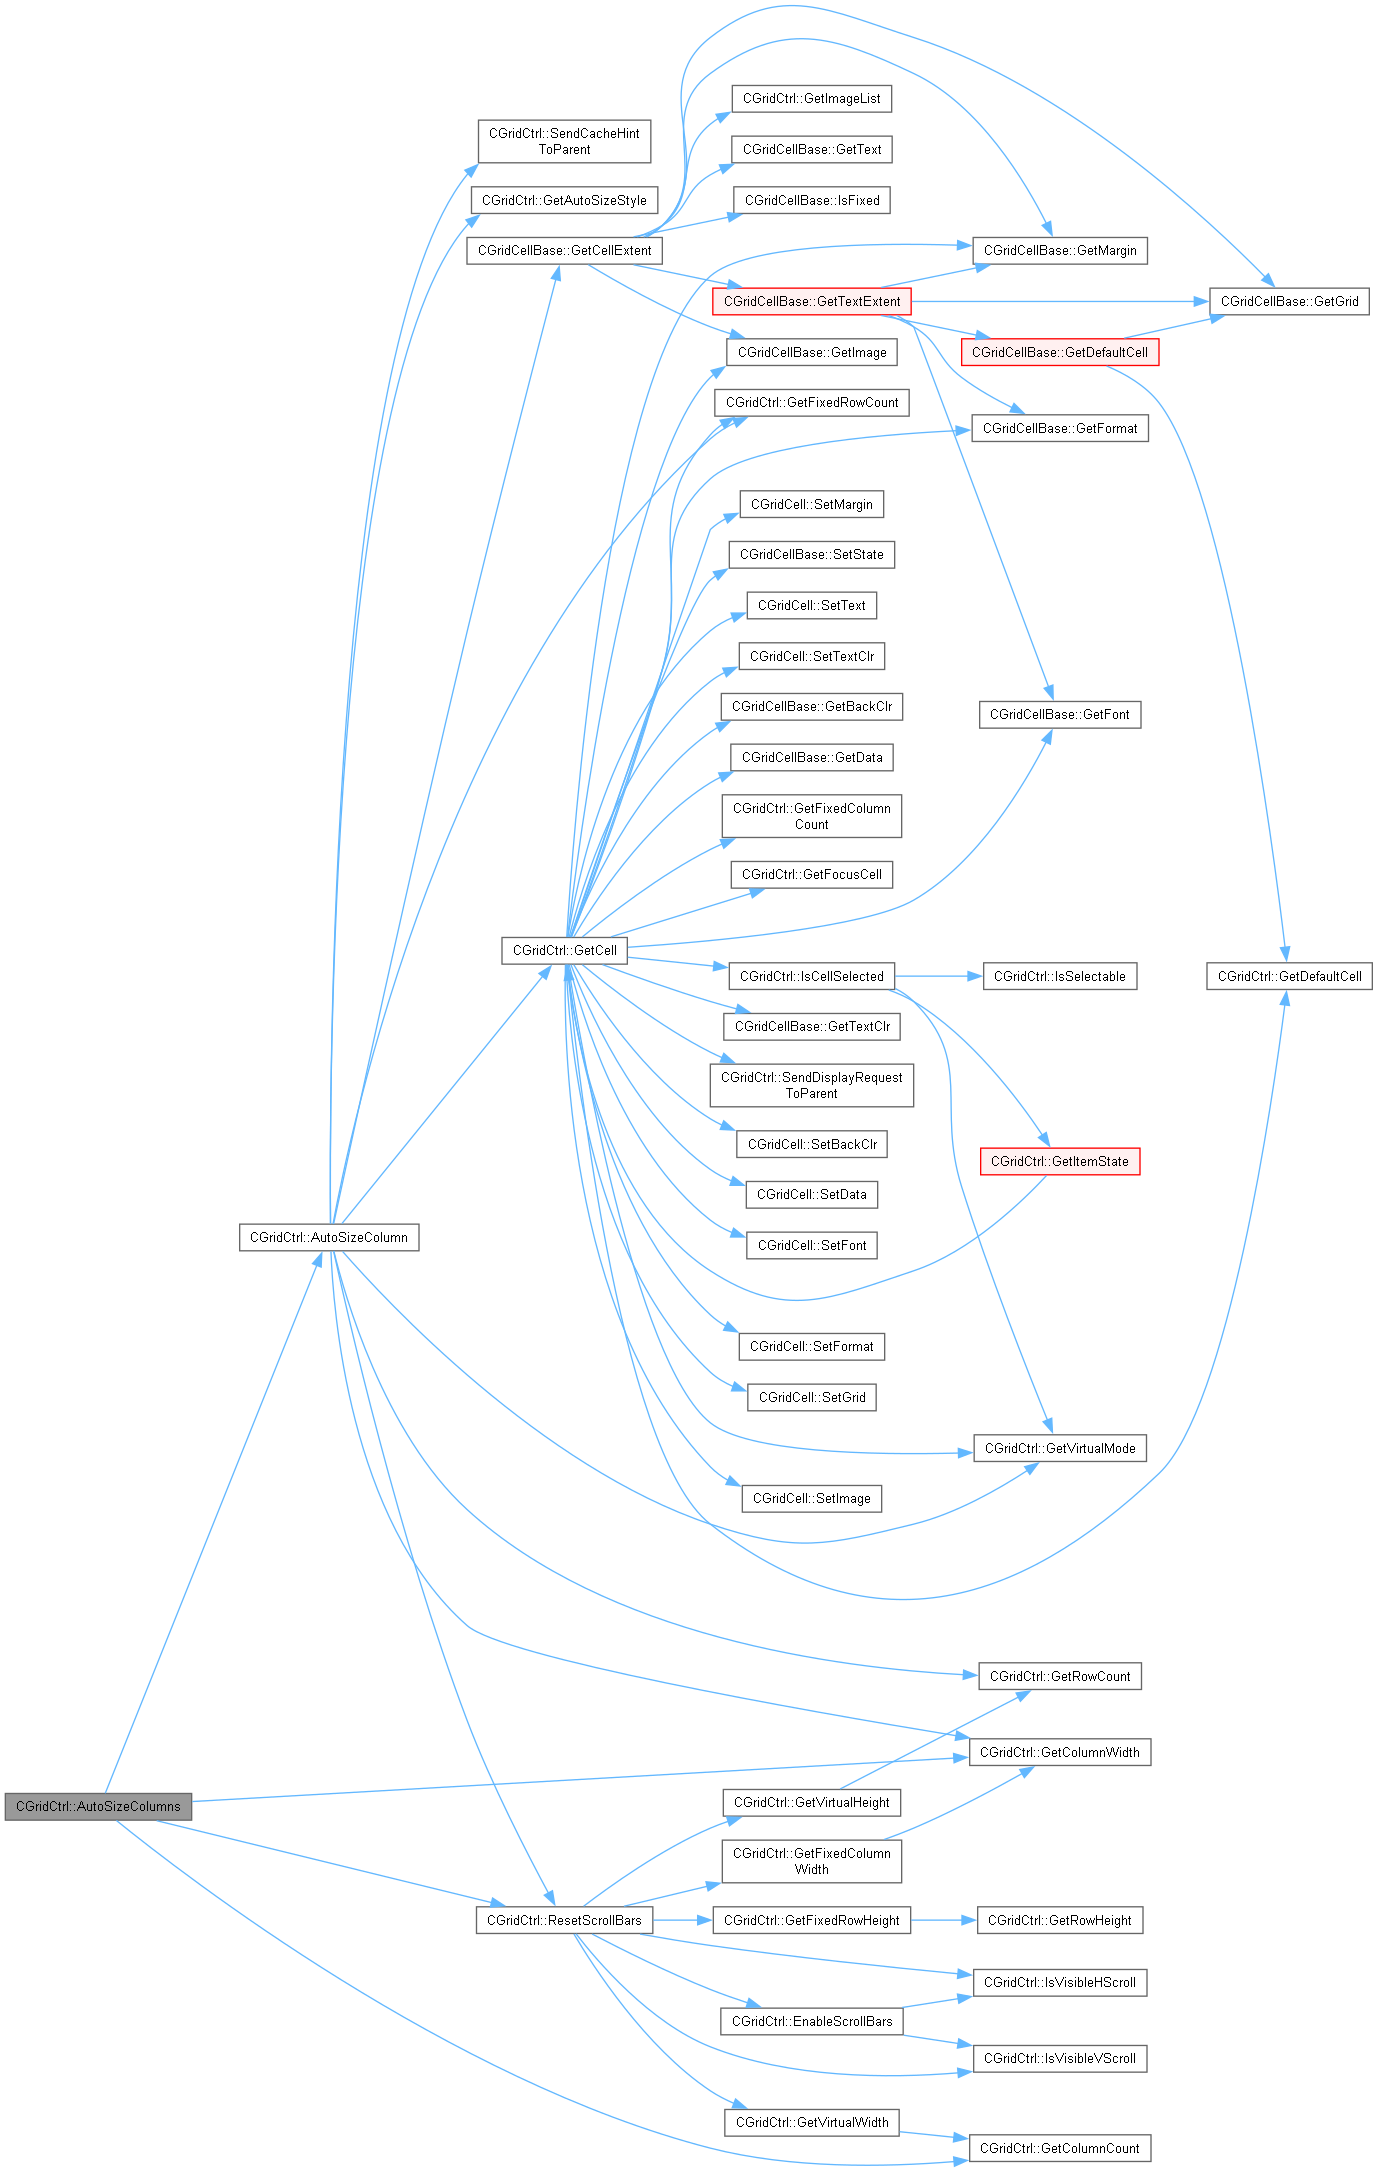 CGridCtrl::GetImageList
CGridCtrl::SendCacheHint
ToParent
CGridCellBase::GetText
CGridCtrl::GetAutoSizeStyle
CGridCellBase::IsFixed
CGridCellBase::GetCellExtent
CGridCellBase::GetMargin
CGridCellBase::GetTextExtent
CGridCellBase::GetGrid
CGridCellBase::GetImage
CGridCellBase::GetDefaultCell
CGridCtrl::GetFixedRowCount
CGridCellBase::GetFormat
CGridCell::SetMargin
CGridCellBase::SetState
CGridCell::SetText
CGridCell::SetTextClr
CGridCellBase::GetBackClr
CGridCellBase::GetFont
CGridCellBase::GetData
CGridCtrl::GetFixedColumn
Count
CGridCtrl::GetFocusCell
CGridCtrl::GetCell
CGridCtrl::IsCellSelected
CGridCtrl::IsSelectable
CGridCtrl::GetDefaultCell
CGridCellBase::GetTextClr
CGridCtrl::SendDisplayRequest
ToParent
CGridCell::SetBackClr
CGridCtrl::GetItemState
CGridCell::SetData
CGridCtrl::AutoSizeColumn
CGridCell::SetFont
CGridCell::SetFormat
CGridCell::SetGrid
CGridCtrl::GetVirtualMode
CGridCell::SetImage
CGridCtrl::GetRowCount
CGridCtrl::GetColumnWidth
CGridCtrl::AutoSizeColumns
CGridCtrl::GetVirtualHeight
CGridCtrl::GetFixedColumn
Width
CGridCtrl::ResetScrollBars
CGridCtrl::GetFixedRowHeight
CGridCtrl::GetRowHeight
CGridCtrl::IsVisibleHScroll
CGridCtrl::EnableScrollBars
CGridCtrl::IsVisibleVScroll
CGridCtrl::GetVirtualWidth
CGridCtrl::GetColumnCount